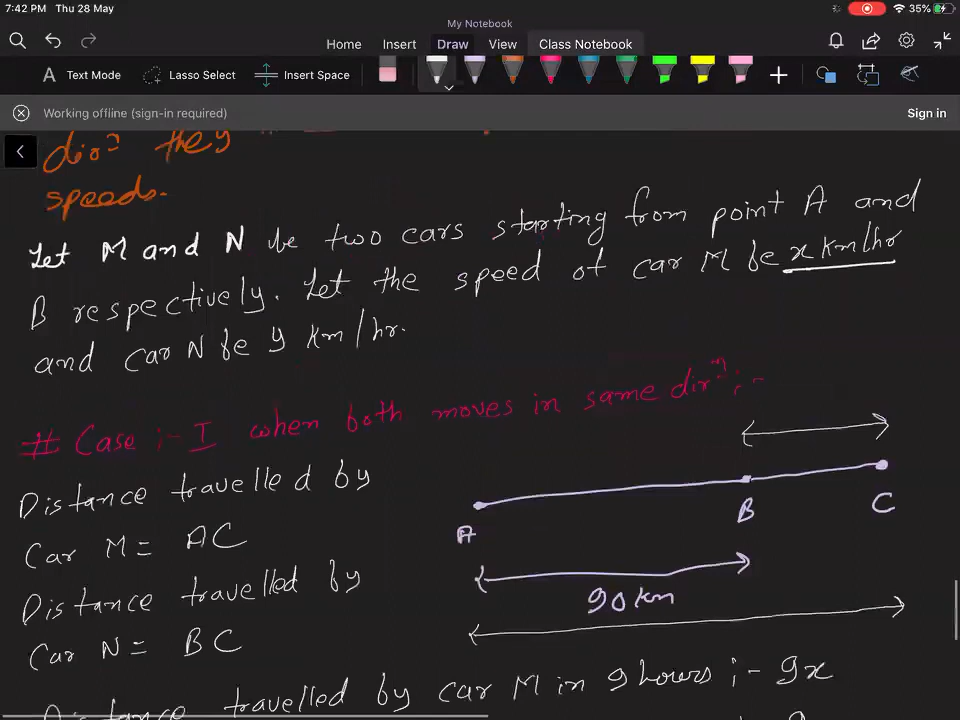 7:42 PM Thu 28 May
35%
My Notebook
Home Insert Draw View Class Notebook
Text Mode Lasso Select Insert Space
Working offline (sign-in required) Sign in
dirⁿ they
speeds.
Let M and N be two cars starting from point A and
B respectively. Let the speed of car M be x km/hr
and car N be y km/hr.
# Case :- I when both moves in same dirⁿ :-
Distance travelled by
Car M = AC
Distance travelled by
Car N = BC
A B C
90 km
Distance travelled by car M in 9 hours :- 9x